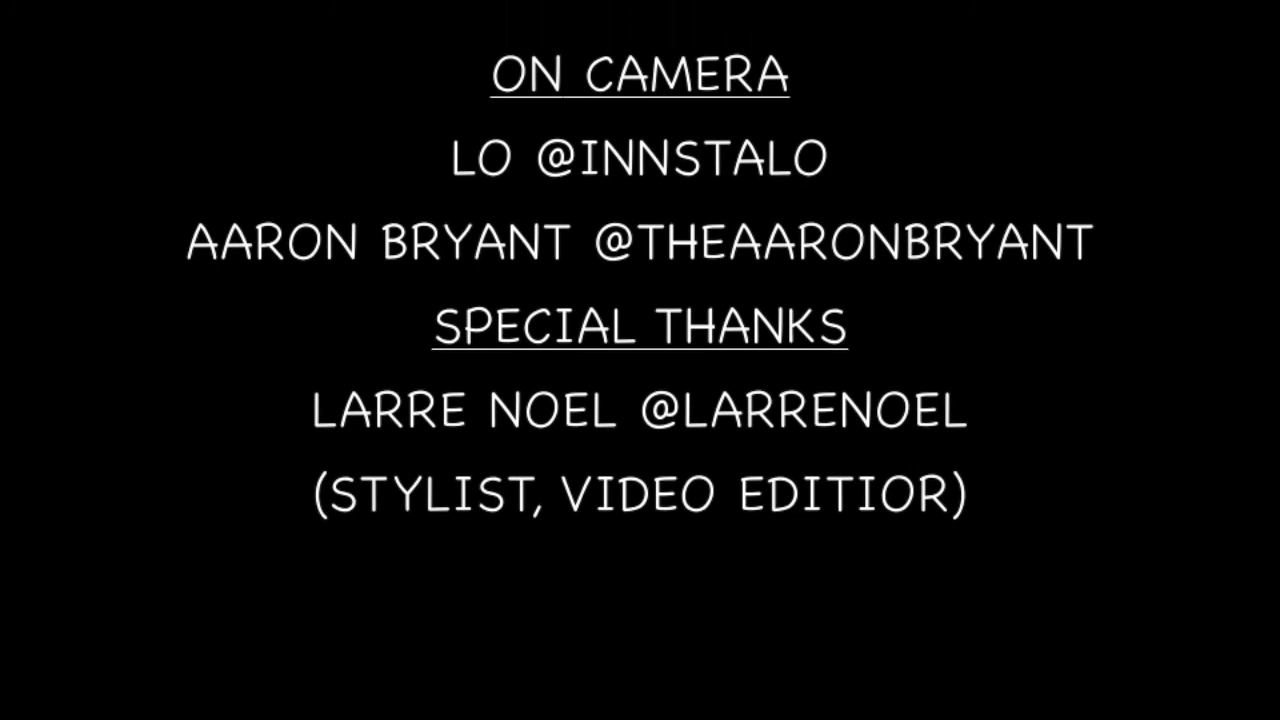 ON CAMERA
LO @INNSTALO
AARON BRYANT @THEAARONBRYANT
SPECIAL THANKS
LARRE NOEL @LARRENOEL
(STYLIST, VIDEO EDITIOR)